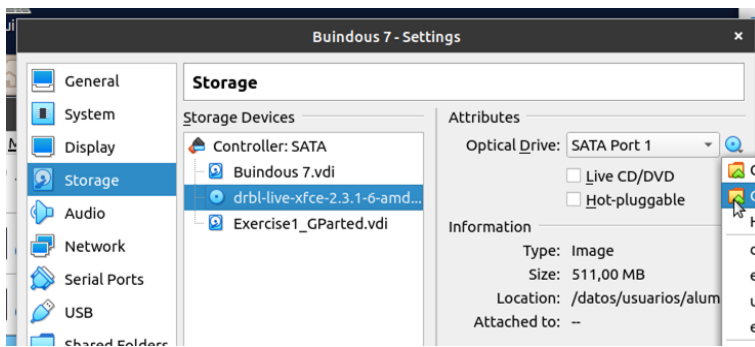 Buindous 7 - Settings
General
System
Display
Storage
Audio
Network
Serial Ports
USB
Shared Folders
Storage
Storage Devices
Controller: SATA
Buindous 7.vdi
drbl-live-xfce-2.3.1-6-amd...
Exercise1_GParted.vdi
Attributes
Optical Drive: SATA Port 1
Live CD/DVD
Hot-pluggable
Information
Type: Image
Size: 511,00 MB
Location: /datos/usuarios/alum
Attached to: --